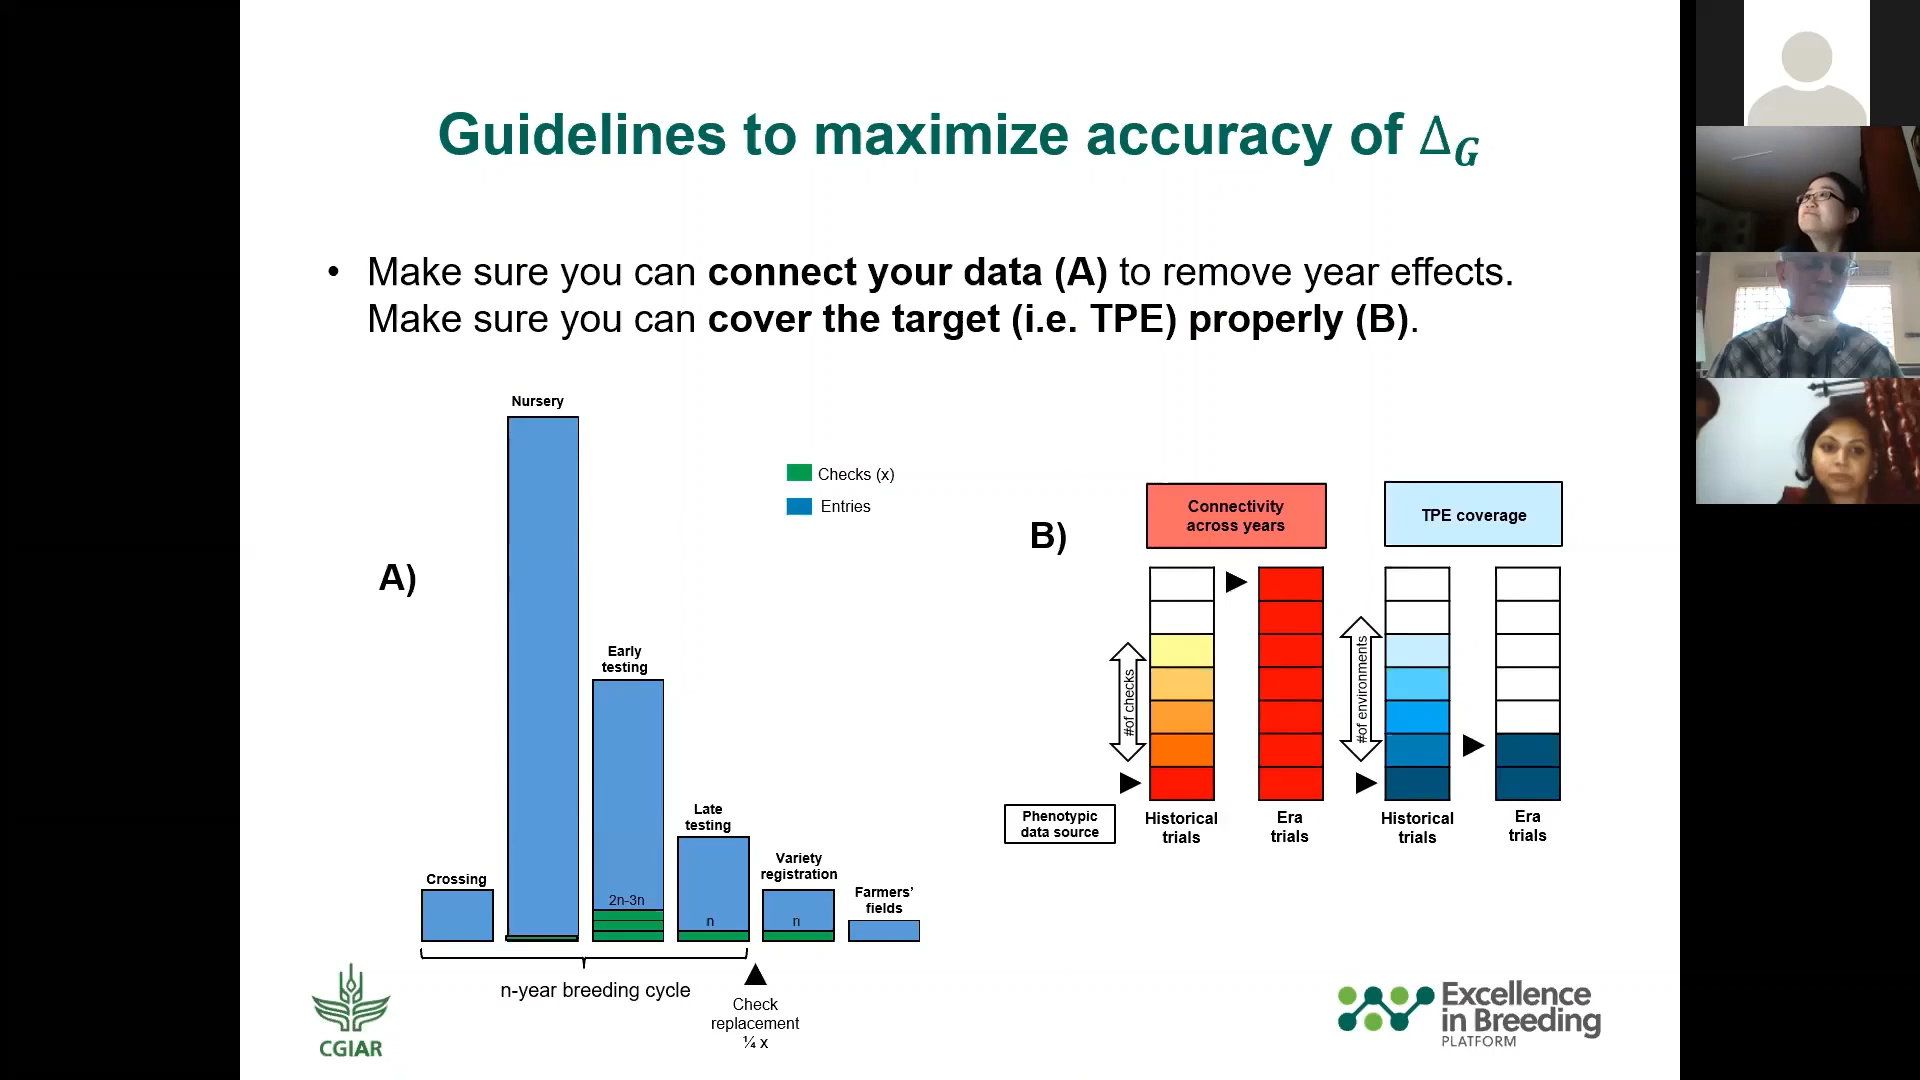 Guidelines to maximize accuracy of Δ_G
• Make sure you can connect your data (A) to remove year effects.
Make sure you can cover the target (i.e. TPE) properly (B).
A)
Nursery
Early
testing
Late
testing
Variety
registration
Crossing
Farmers'
fields
2n-3n
n
n
Checks (x)
Entries
n-year breeding cycle
Check
replacement
¼ x
B)
Connectivity
across years
TPE coverage
#of checks
#of environments
Phenotypic
data source
Historical
trials
Era
trials
Historical
trials
Era
trials
CGIAR
Excellence
in Breeding
PLATFORM